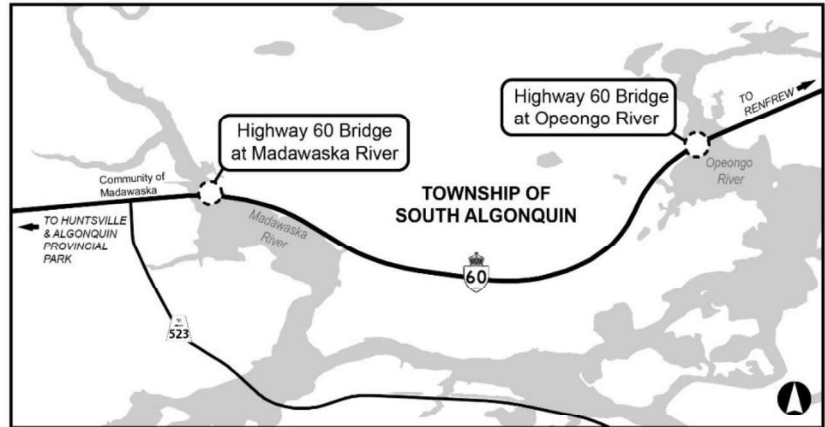 Highway 60 Bridge
at Opeongo River
TO
RENFREW
Highway 60 Bridge
at Madawaska River
Opeongo
River
Community of
Madawaska
TOWNSHIP OF
SOUTH ALGONQUIN
TO HUNTSVILLE
& ALGONQUIN
PROVINCIAL
PARK
Madawaska
River
60
523